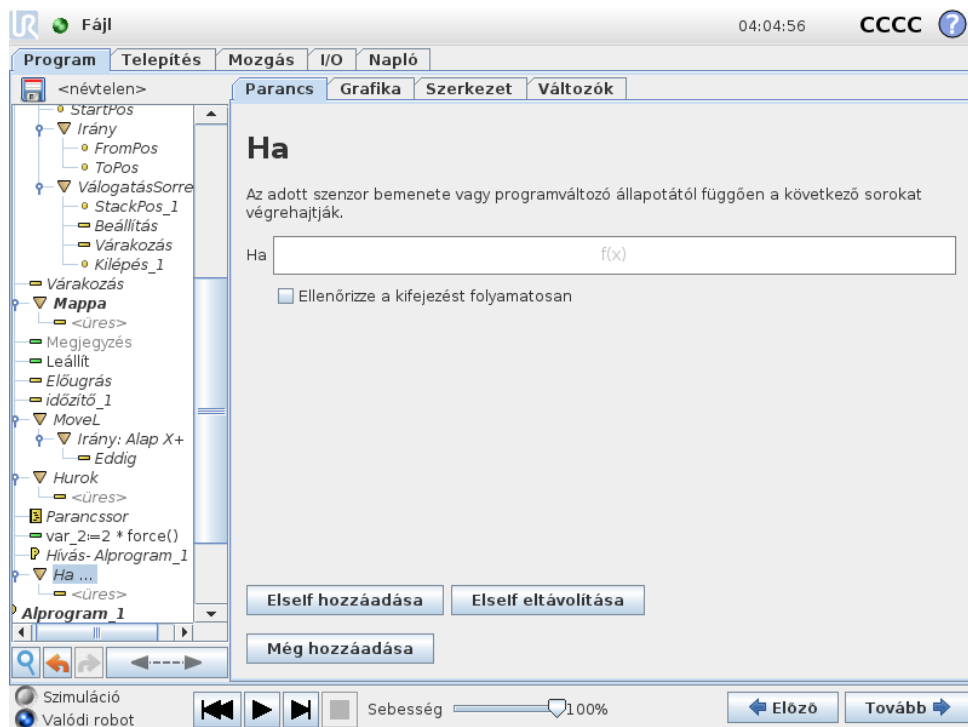 UR Fájl 04:04:56 CCCC ?
Program Telepítés Mozgás I/O Napló
<névtelen>
Parancs Grafika Szerkezet Változók
StartPos
Irány
FromPos
ToPos
VálogatásSorre
StackPos_1
Beállítás
Várakozás
Kilépés_1
Várakozás
Mappa
<üres>
Megjegyzés
Leállít
Előugrás
időzítő_1
MoveL
Irány: Alap X+
Eddig
Hurok
<üres>
Parancssor
var_2:=2 * force()
Hívás- Alprogram_1
Ha ...
<üres>
Alprogram_1
Ha
Az adott szenzor bemenete vagy programváltozó állapotától függően a következő sorokat
végrehajtják.
Ha f(x)
Ellenőrizze a kifejezést folyamatosan
Elself hozzáadása Elself eltávolítása
Még hozzáadása
Szimuláció
Valódi robot
Sebesség 100%
Előző Tovább